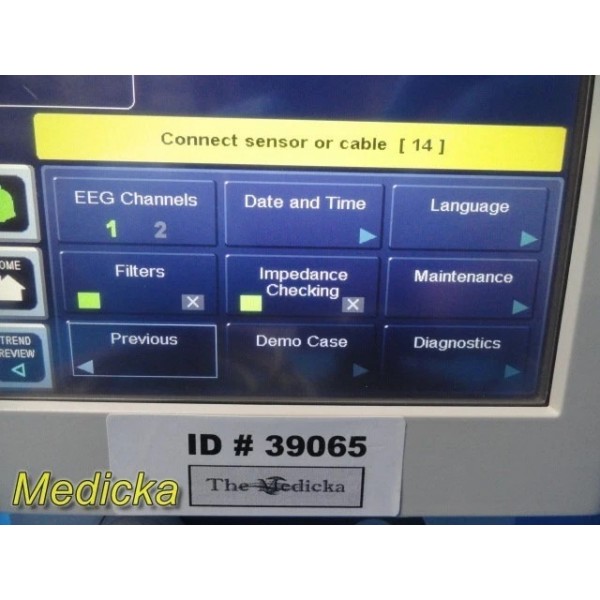 Connect sensor or cable [ 14 ]
EEG Channels
1 2
Date and Time
Language
Filters
Impedance
Checking
Maintenance
Previous
Demo Case
Diagnostics
OME
TREND
REVIEW
ID # 39065
The Medicka
Medicka